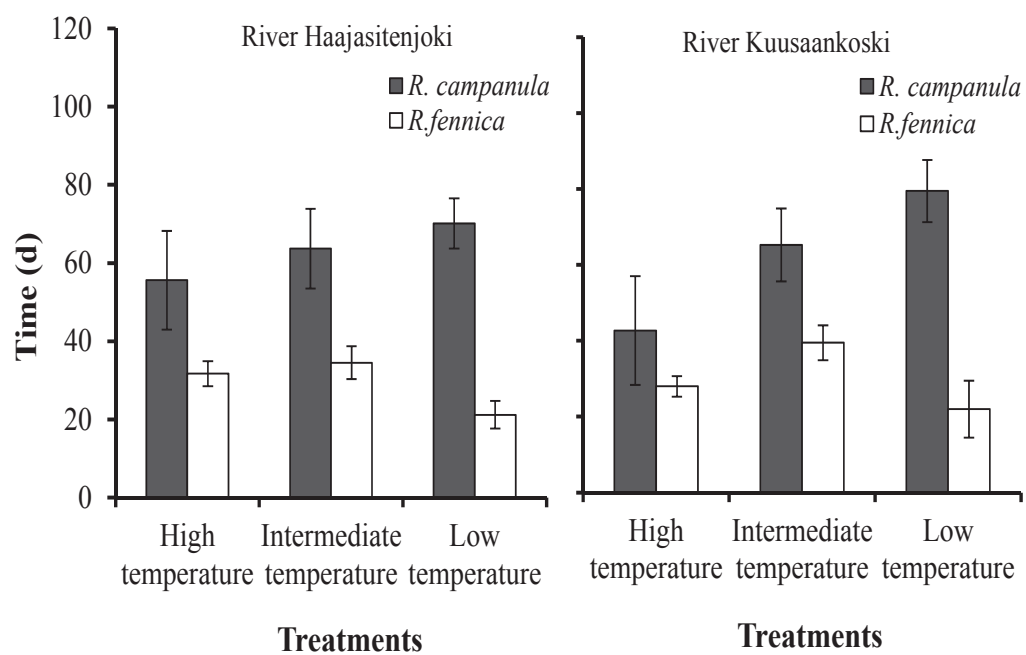 Time (d)
120
100
80
60
40
20
0
River Haajasitenjoki
R. campanula
R.fennica
High temperature
Intermediate temperature
Low temperature
Treatments
River Kuusaankoski
R. campanula
R.fennica
High temperature
Intermediate temperature
Low temperature
Treatments